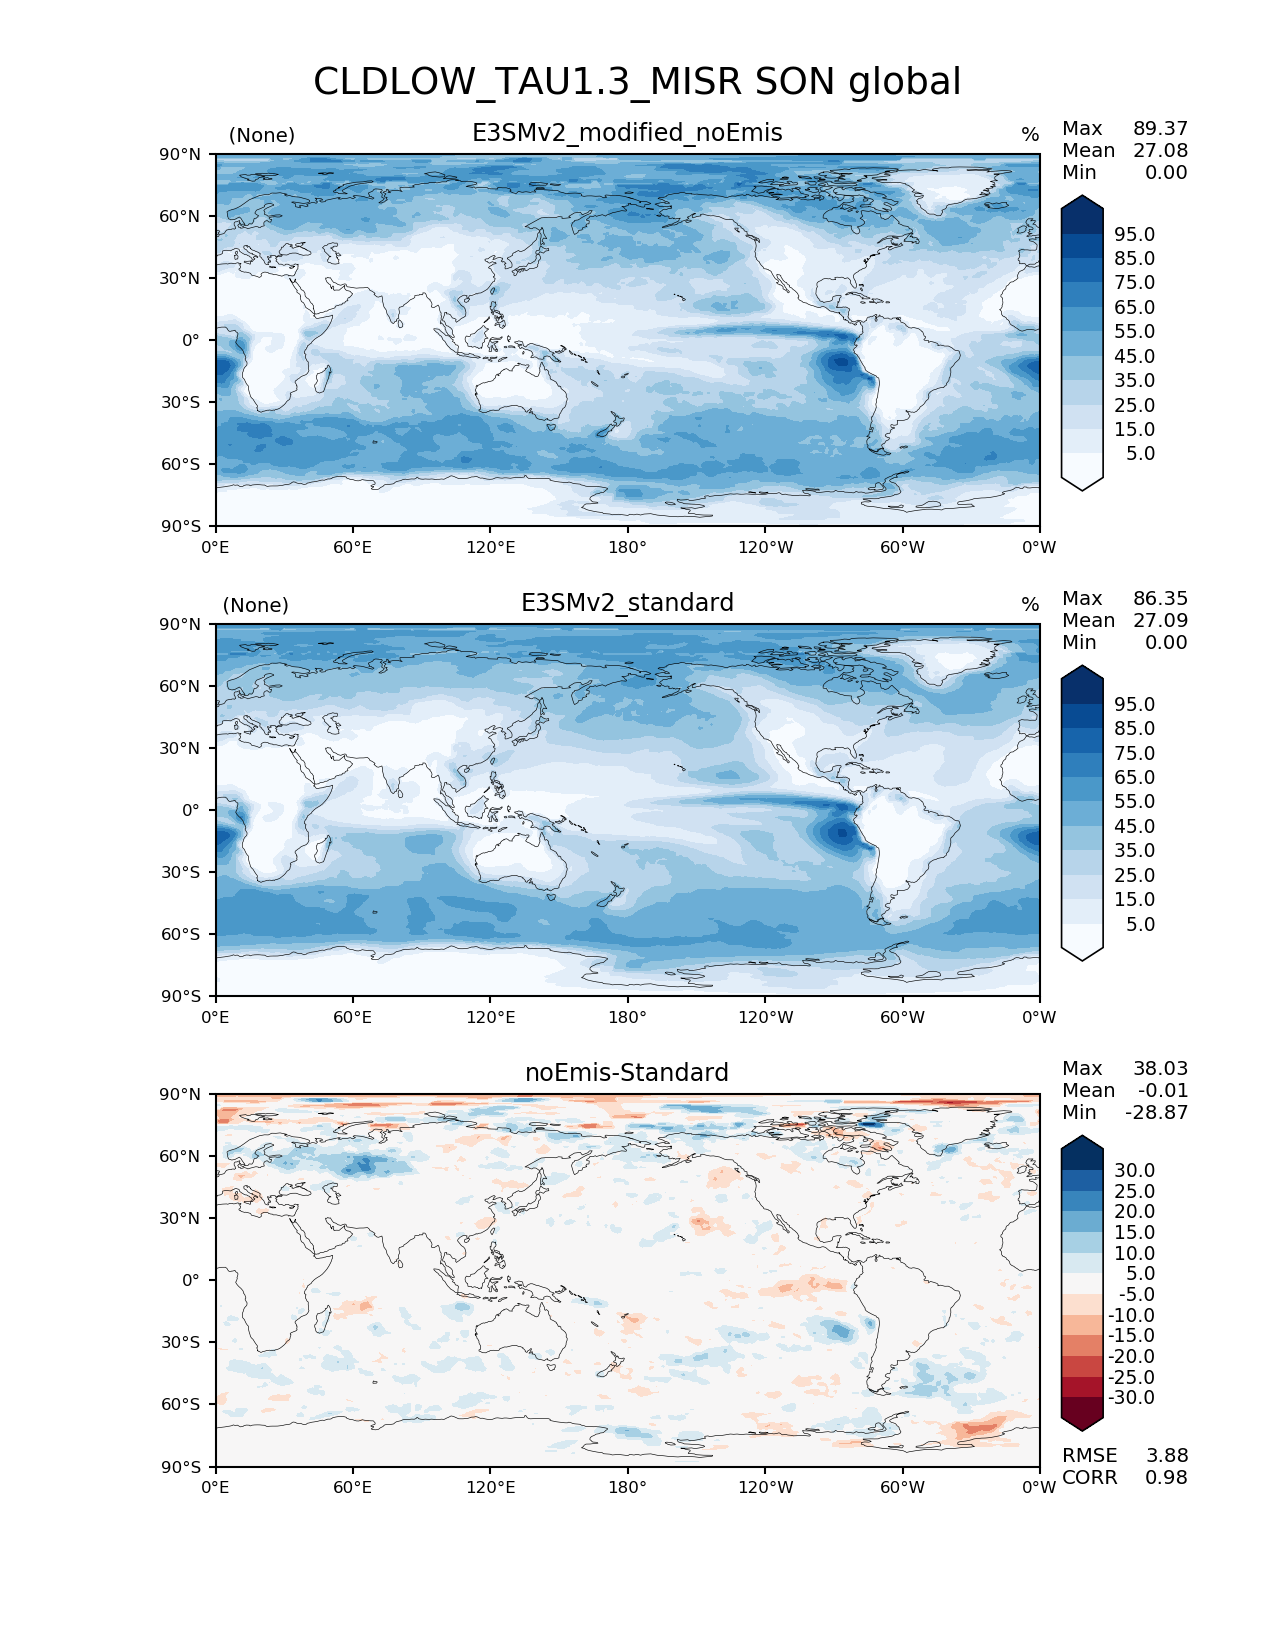 CLDLOW_TAU1.3_MISR SON global
(None) E3SMv2_modified_noEmis %
Max 89.37
Mean 27.08
Min 0.00
90°N
60°N
30°N
0°
30°S
60°S
90°S
0°E 60°E 120°E 180° 120°W 60°W 0°W
95.0
85.0
75.0
65.0
55.0
45.0
35.0
25.0
15.0
5.0
(None) E3SMv2_standard %
Max 86.35
Mean 27.09
Min 0.00
90°N
60°N
30°N
0°
30°S
60°S
90°S
0°E 60°E 120°E 180° 120°W 60°W 0°W
95.0
85.0
75.0
65.0
55.0
45.0
35.0
25.0
15.0
5.0
noEmis-Standard
Max 38.03
Mean -0.01
Min -28.87
90°N
60°N
30°N
0°
30°S
60°S
90°S
0°E 60°E 120°E 180° 120°W 60°W 0°W
30.0
25.0
20.0
15.0
10.0
5.0
-5.0
-10.0
-15.0
-20.0
-25.0
-30.0
RMSE 3.88
CORR 0.98